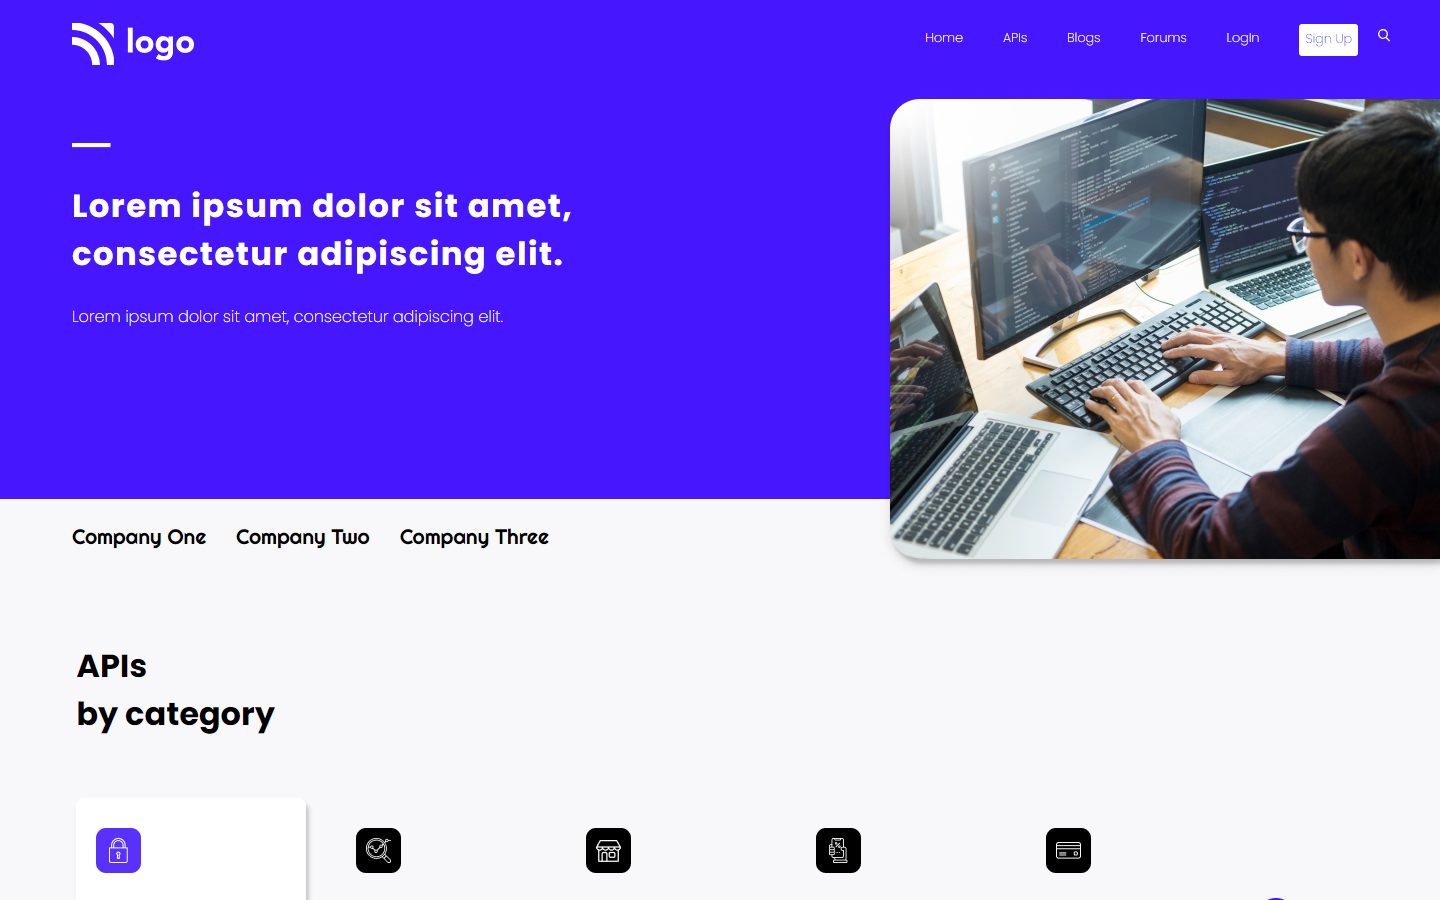 logo
Home
APIs
Blogs
Forums
LogIn
Sign Up
Lorem ipsum dolor sit amet,
consectetur adipiscing elit.
Lorem ipsum dolor sit amet, consectetur adipiscing elit.
Company One
Company Two
Company Three
APIs
by category